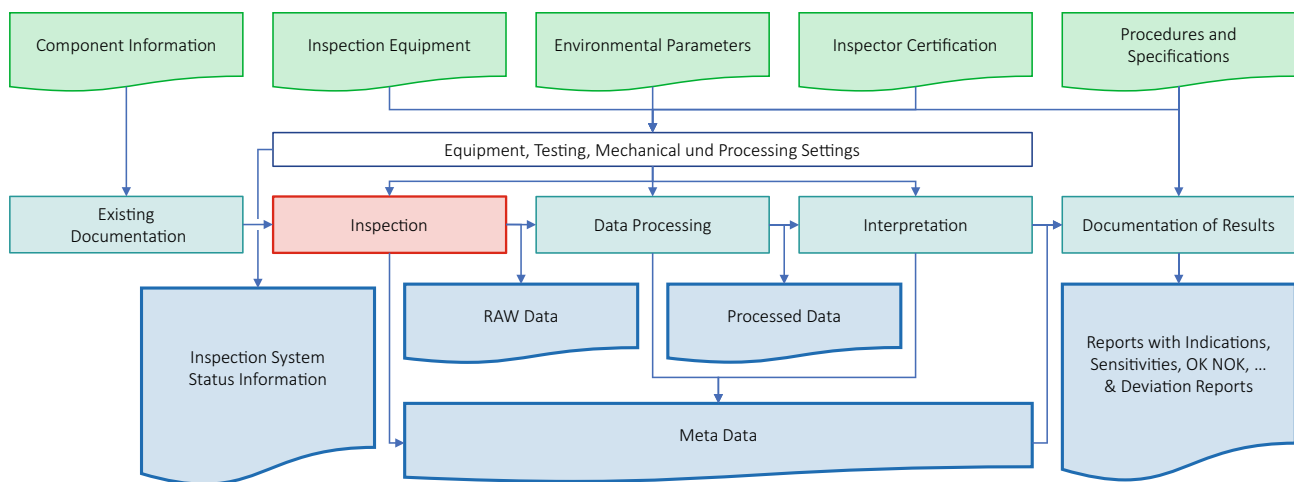 Component Information
Inspection Equipment
Environmental Parameters
Inspector Certification
Procedures and
Specifications
Equipment, Testing, Mechanical und Processing Settings
Existing
Documentation
Inspection
Data Processing
Interpretation
Documentation of Results
Inspection System
Status Information
RAW Data
Processed Data
Reports with Indications,
Sensitivities, OK NOK, ...
& Deviation Reports
Meta Data